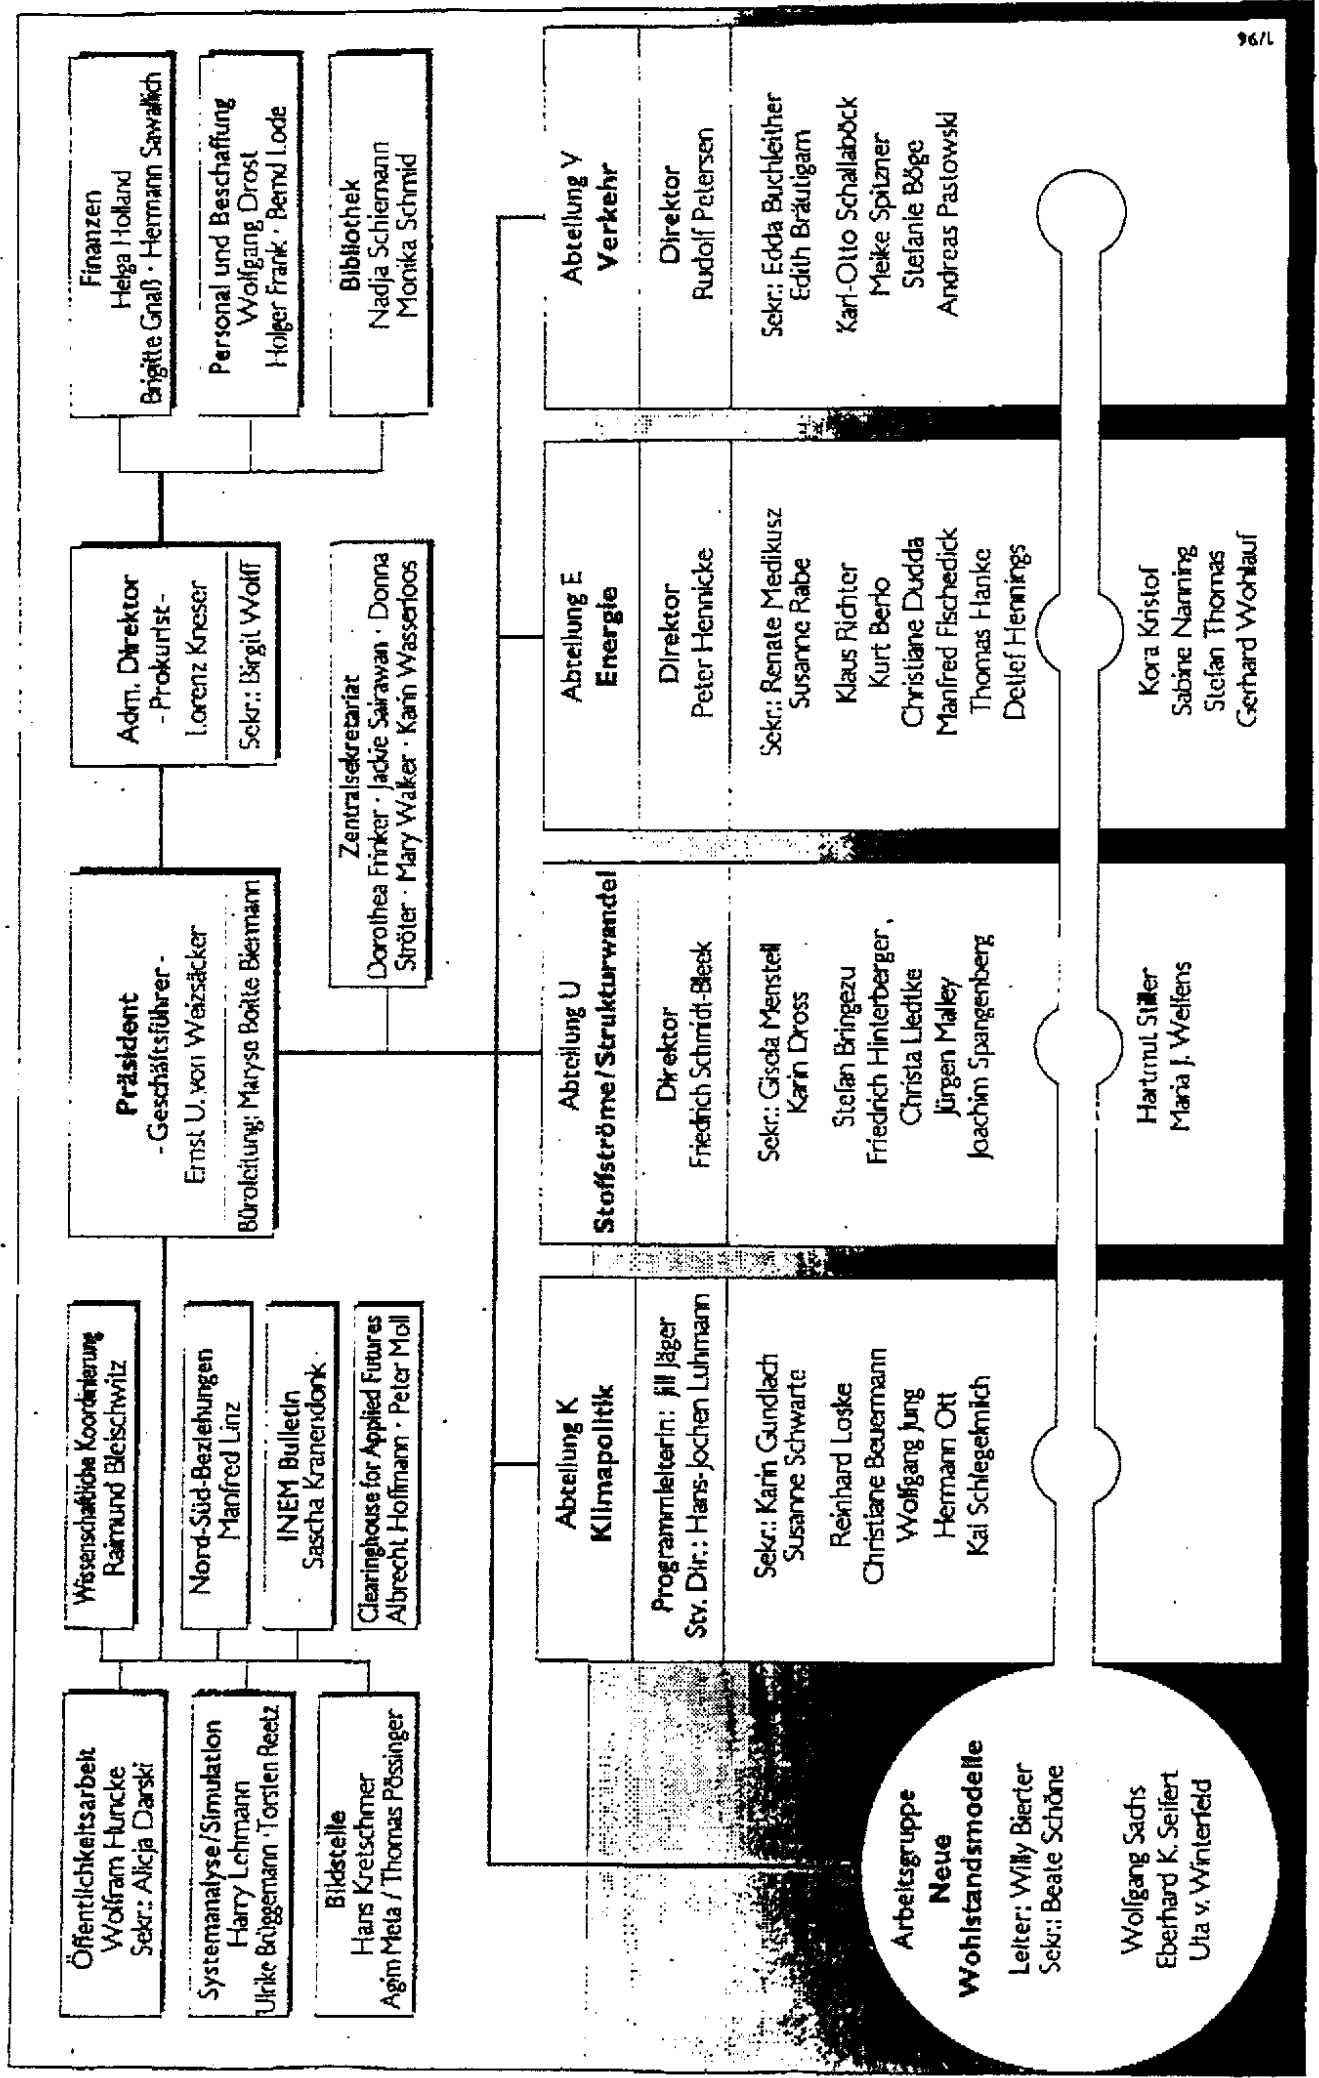 Öffentlichkeitsarbeit
Wolfram Huncke
Sekr.: Alicja Darski
Systemanalyse/Simulation
Harry Lehmann
Ulrike Brüggemann · Torsten Reetz
Bildstelle
Hans Kretschmer
Agim Meta / Thomas Pössinger
Wissenschaftliche Koordinierung
Raimund Bleischwitz
Nord-Süd-Beziehungen
Manfred Linz
INEM Bulletin
Sascha Kranendonk
Clearinghouse for Applied Futures
Albrecht Hoffmann · Peter Moll
Präsident
- Geschäftsführer -
Ernst U. von Weizsäcker
Büroleitung: Maryse Boitte Biermann
Adm. Direktor
- Prokurist -
Lorenz Kneser
Sekr.: Birgit Wolff
Zentralsekretariat
Dorothea Frinker · Jackie Sairawan · Donna
Ströter · Mary Walker · Karin Wasserloos
Finanzen
Helga Holland
Brigitte Gnaß · Hermann Sawallich
Personal und Beschaffung
Wolfgang Drost
Holger Frank · Bernd Lode
Bibliothek
Nadja Schiemann
Monika Schmid
Arbeitsgruppe
Neue
Wohlstandsmodelle
Leiter: Willy Bierter
Sekr.: Beate Schöne
Wolfgang Sachs
Eberhard K. Seifert
Uta v. Winterfeld
Abteilung K
Klimapolitik
Programmleiterin: Jill Jäger
Stv. Dir.: Hans-Jochen Luhmann
Sekr.: Karin Gundlach
Susanne Schwarte
Reinhard Loske
Christiane Beuermann
Wolfgang Jung
Hermann Ott
Kai Schlegelmilch
Abteilung U
Stoffströme/Strukturwandel
Direktor
Friedrich Schmidt-Bleek
Sekr.: Gisela Menstell
Karin Dross
Stefan Bringezu
Friedrich Hinterberger
Christa Liedtke
Jürgen Malley
Joachim Spangenberg
Hartmut Stiller
Maria J. Welfens
Abteilung E
Energie
Direktor
Peter Hennicke
Sekr.: Renate Medikusz
Susanne Rabe
Klaus Richter
Kurt Berlo
Christiane Dudda
Manfred Fischedick
Thomas Hanke
Detlef Hennings
Kora Kristof
Sabine Nanning
Stefan Thomas
Gerhard Wohlauf
Abteilung V
Verkehr
Direktor
Rudolf Petersen
Sekr.: Edda Buchleither
Edith Bräutigam
Karl-Otto Schallaböck
Meike Spitzner
Stefanie Böge
Andreas Pastowski
1/96